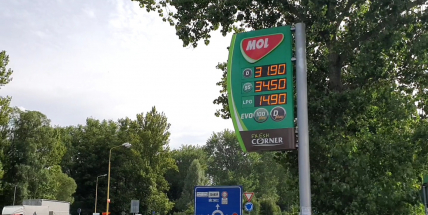 MOL
D 3190
3450
LPG 1490
EVO 100 D
FRESH
CORNER